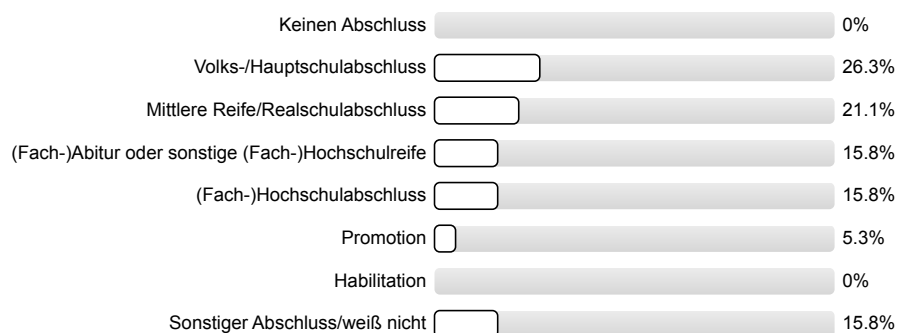 Keinen Abschluss 0%
Volks-/Hauptschulabschluss 26.3%
Mittlere Reife/Realschulabschluss 21.1%
(Fach-)Abitur oder sonstige (Fach-)Hochschulreife 15.8%
(Fach-)Hochschulabschluss 15.8%
Promotion 5.3%
Habilitation 0%
Sonstiger Abschluss/weiß nicht 15.8%